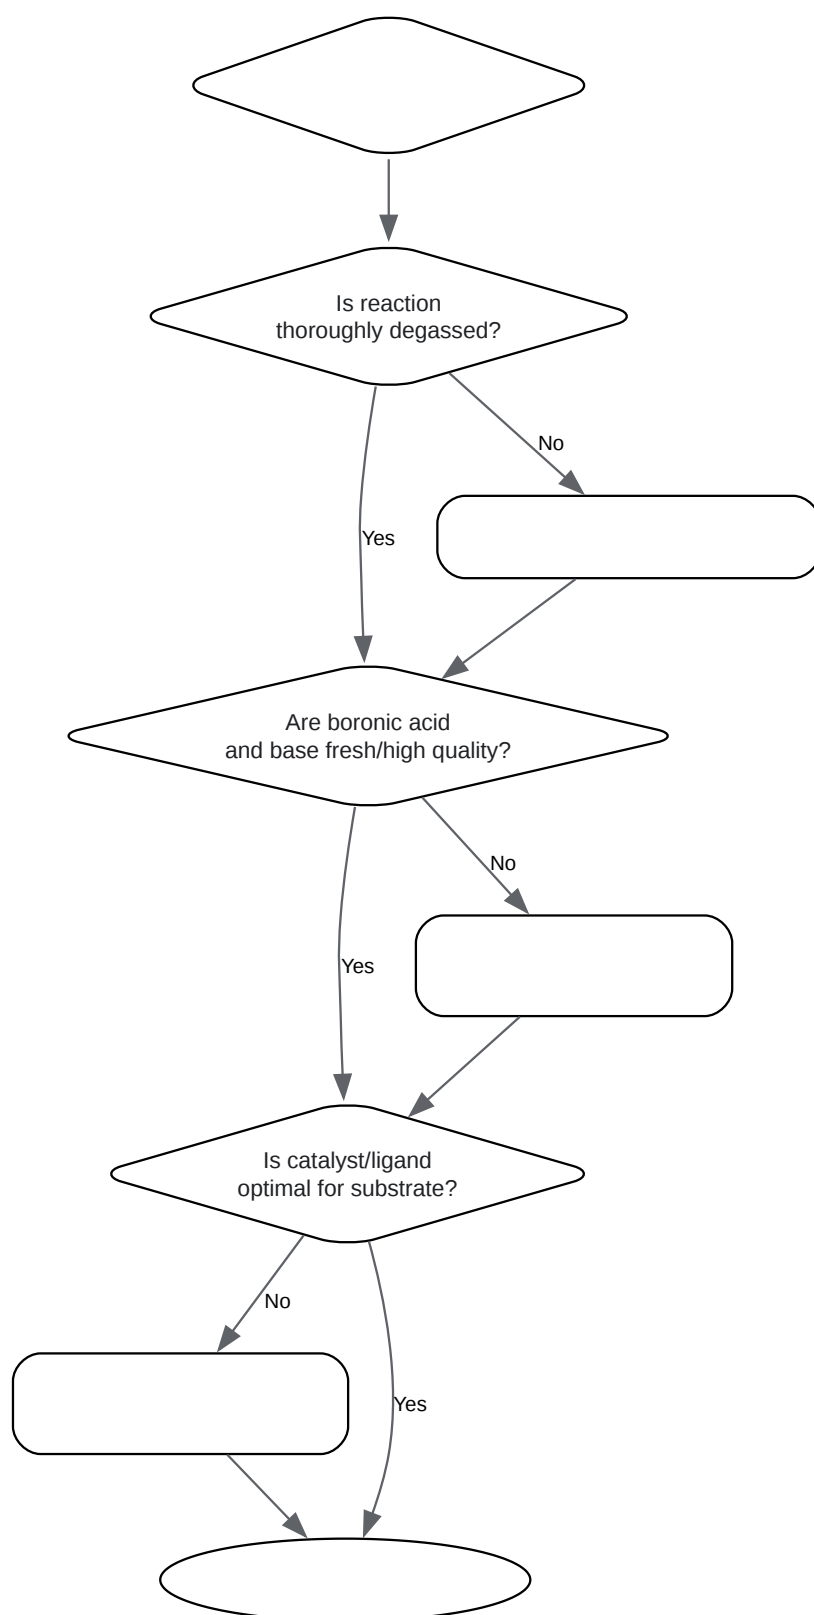 Is reaction
thoroughly degassed?
No
Yes
Are boronic acid
and base fresh/high quality?
No
Yes
Is catalyst/ligand
optimal for substrate?
No
Yes